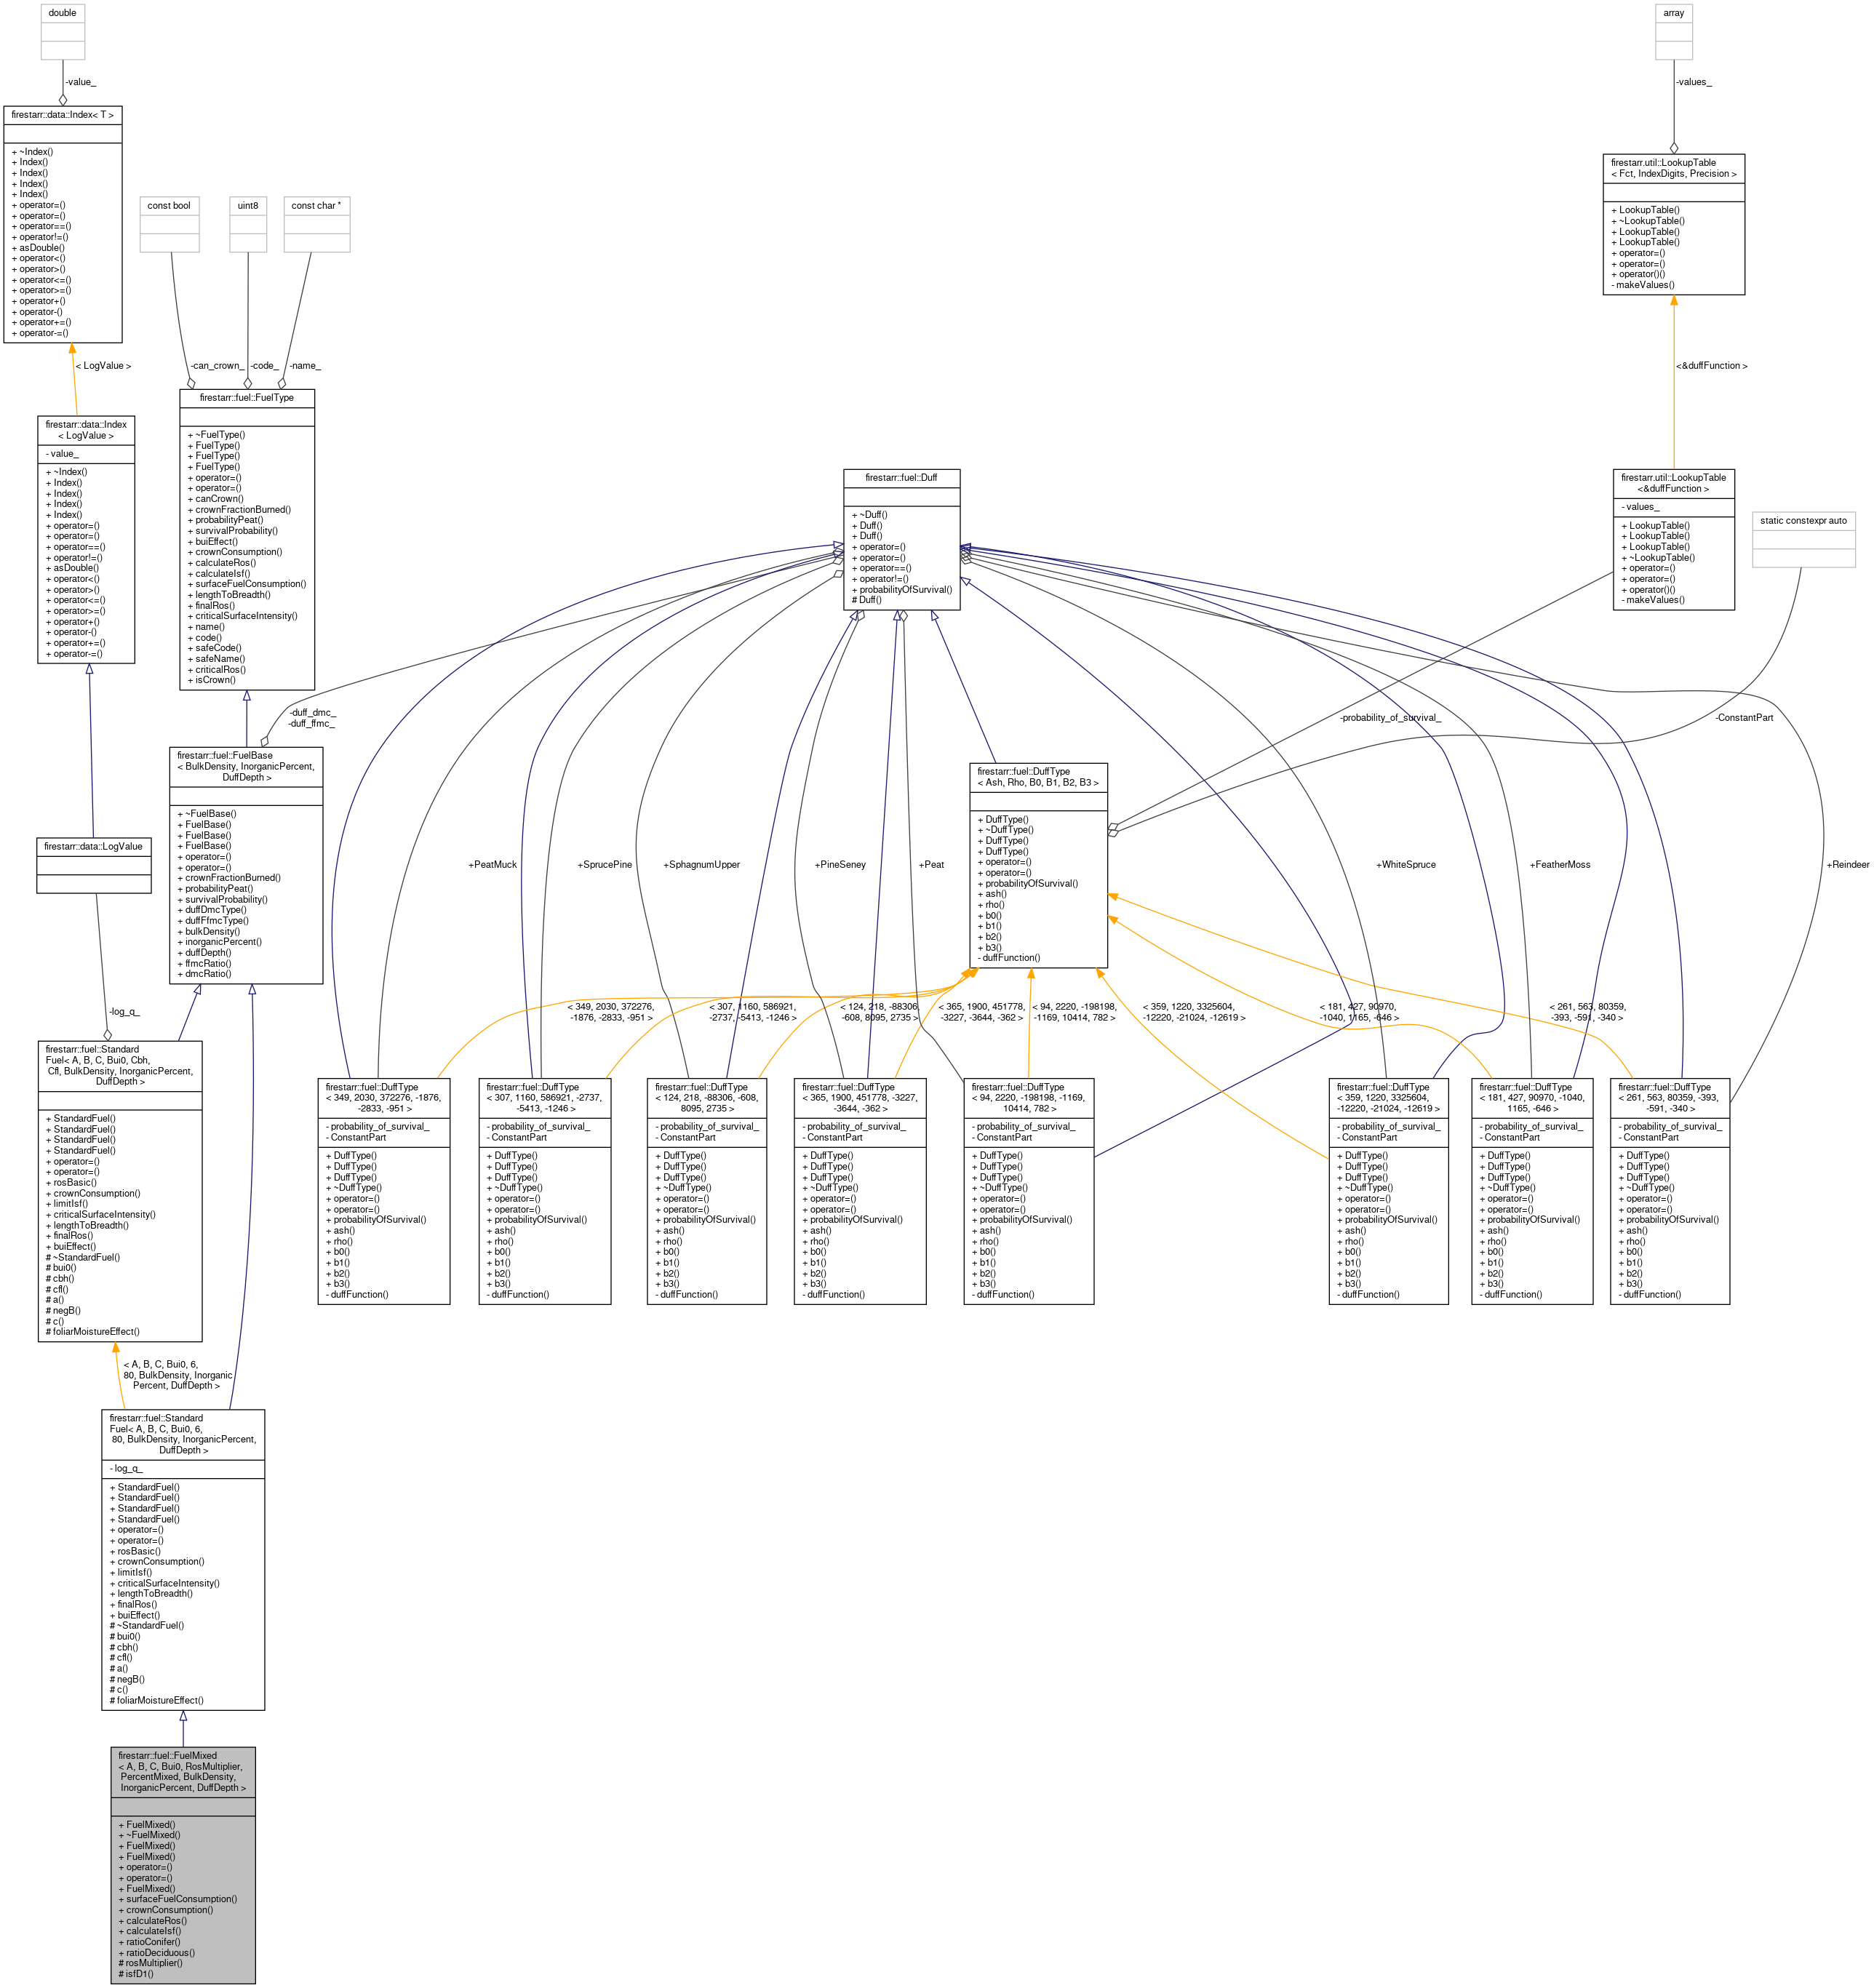 double
array
-value_
-values_
firestarr::data::Index< T >
+ ~Index()
+ Index()
+ Index()
+ Index()
+ Index()
+ operator=()
+ operator=()
+ operator==()
+ operator!=()
+ asDouble()
+ operator<()
+ operator>()
+ operator<=()
+ operator>=()
+ operator+()
+ operator-()
+ operator+=()
+ operator-=()
firestarr.util::LookupTable
< Fct, IndexDigits, Precision >
+ LookupTable()
+ ~LookupTable()
+ LookupTable()
+ LookupTable()
+ operator=()
+ operator=()
+ operator()()
- makeValues()
const bool
uint8
const char *
< LogValue >
-can_crown_
-code_
-name_
<&duffFunction >
firestarr::data::Index
< LogValue >
- value_
+ ~Index()
+ Index()
+ Index()
+ Index()
+ Index()
+ operator=()
+ operator=()
+ operator==()
+ operator!=()
+ asDouble()
+ operator<()
+ operator>()
+ operator<=()
+ operator>=()
+ operator+()
+ operator-()
+ operator+=()
+ operator-=()
firestarr::fuel::FuelType
+ ~FuelType()
+ FuelType()
+ FuelType()
+ FuelType()
+ operator=()
+ operator=()
+ canCrown()
+ crownFractionBurned()
+ probabilityPeat()
+ survivalProbability()
+ buiEffect()
+ crownConsumption()
+ calculateRos()
+ calculateIsf()
+ surfaceFuelConsumption()
+ lengthToBreadth()
+ finalRos()
+ criticalSurfaceIntensity()
+ name()
+ code()
+ safeCode()
+ safeName()
+ criticalRos()
+ isCrown()
firestarr::fuel::Duff
+ ~Duff()
+ Duff()
+ Duff()
+ operator=()
+ operator=()
+ operator==()
+ operator!=()
+ probabilityOfSurvival()
# Duff()
firestarr.util::LookupTable
<&duffFunction >
- values_
+ LookupTable()
+ LookupTable()
+ LookupTable()
+ ~LookupTable()
+ operator=()
+ operator=()
+ operator()()
- makeValues()
static constexpr auto
-duff_dmc_
-duff_ffmc_
-probability_of_survival_
-ConstantPart
firestarr::fuel::FuelBase
< BulkDensity, InorganicPercent,
DuffDepth >
+ ~FuelBase()
+ FuelBase()
+ FuelBase()
+ FuelBase()
+ operator=()
+ operator=()
+ crownFractionBurned()
+ probabilityPeat()
+ survivalProbability()
+ duffDmcType()
+ duffFfmcType()
+ bulkDensity()
+ inorganicPercent()
+ duffDepth()
+ ffmcRatio()
+ dmcRatio()
firestarr::fuel::DuffType
< Ash, Rho, B0, B1, B2, B3 >
+ DuffType()
+ ~DuffType()
+ DuffType()
+ DuffType()
+ operator=()
+ operator=()
+ probabilityOfSurvival()
+ ash()
+ rho()
+ b0()
+ b1()
+ b2()
+ b3()
- duffFunction()
firestarr::data::LogValue
+PeatMuck
+SprucePine
+SphagnumUpper
+PineSeney
+Peat
+WhiteSpruce
+FeatherMoss
+Reindeer
-log_q_
< 349, 2030, 372276,
-1876, -2833, -951 >
< 307, 1160, 586921,
-2737, -5413, -1246 >
< 124, 218, -88306,
-608, 8095, 2735 >
< 365, 1900, 451778,
-3227, -3644, -362 >
< 94, 2220, -198198,
-1169, 10414, 782 >
< 359, 1220, 3325604,
-12220, -21024, -12619 >
< 181, 427, 90970,
-1040, 1165, -646 >
< 261, 563, 80359,
-393, -591, -340 >
firestarr::fuel::Standard
Fuel< A, B, C, Bui0, Cbh,
Cfl, BulkDensity, InorganicPercent,
DuffDepth >
+ StandardFuel()
+ StandardFuel()
+ StandardFuel()
+ StandardFuel()
+ operator=()
+ operator=()
+ rosBasic()
+ crownConsumption()
+ limitIsf()
+ criticalSurfaceIntensity()
+ lengthToBreadth()
+ finalRos()
+ buiEffect()
# ~StandardFuel()
# bui0()
# cbh()
# cfl()
# a()
# negB()
# c()
# foliarMoistureEffect()
firestarr::fuel::DuffType
< 349, 2030, 372276, -1876,
-2833, -951 >
- probability_of_survival_
- ConstantPart
+ DuffType()
+ DuffType()
+ DuffType()
+ ~DuffType()
+ operator=()
+ operator=()
+ probabilityOfSurvival()
+ ash()
+ rho()
+ b0()
+ b1()
+ b2()
+ b3()
- duffFunction()
firestarr::fuel::DuffType
< 307, 1160, 586921, -2737,
-5413, -1246 >
- probability_of_survival_
- ConstantPart
+ DuffType()
+ DuffType()
+ DuffType()
+ ~DuffType()
+ operator=()
+ operator=()
+ probabilityOfSurvival()
+ ash()
+ rho()
+ b0()
+ b1()
+ b2()
+ b3()
- duffFunction()
firestarr::fuel::DuffType
< 124, 218, -88306, -608,
8095, 2735 >
- probability_of_survival_
- ConstantPart
+ DuffType()
+ DuffType()
+ DuffType()
+ ~DuffType()
+ operator=()
+ operator=()
+ probabilityOfSurvival()
+ ash()
+ rho()
+ b0()
+ b1()
+ b2()
+ b3()
- duffFunction()
firestarr::fuel::DuffType
< 365, 1900, 451778, -3227,
-3644, -362 >
- probability_of_survival_
- ConstantPart
+ DuffType()
+ DuffType()
+ DuffType()
+ ~DuffType()
+ operator=()
+ operator=()
+ probabilityOfSurvival()
+ ash()
+ rho()
+ b0()
+ b1()
+ b2()
+ b3()
- duffFunction()
firestarr::fuel::DuffType
< 94, 2220, -198198, -1169,
10414, 782 >
- probability_of_survival_
- ConstantPart
+ DuffType()
+ DuffType()
+ DuffType()
+ ~DuffType()
+ operator=()
+ operator=()
+ probabilityOfSurvival()
+ ash()
+ rho()
+ b0()
+ b1()
+ b2()
+ b3()
- duffFunction()
firestarr::fuel::DuffType
< 359, 1220, 3325604,
-12220, -21024, -12619 >
- probability_of_survival_
- ConstantPart
+ DuffType()
+ DuffType()
+ DuffType()
+ ~DuffType()
+ operator=()
+ operator=()
+ probabilityOfSurvival()
+ ash()
+ rho()
+ b0()
+ b1()
+ b2()
+ b3()
- duffFunction()
firestarr::fuel::DuffType
< 181, 427, 90970, -1040,
1165, -646 >
- probability_of_survival_
- ConstantPart
+ DuffType()
+ DuffType()
+ DuffType()
+ ~DuffType()
+ operator=()
+ operator=()
+ probabilityOfSurvival()
+ ash()
+ rho()
+ b0()
+ b1()
+ b2()
+ b3()
- duffFunction()
firestarr::fuel::DuffType
< 261, 563, 80359, -393,
-591, -340 >
- probability_of_survival_
- ConstantPart
+ DuffType()
+ DuffType()
+ DuffType()
+ ~DuffType()
+ operator=()
+ operator=()
+ probabilityOfSurvival()
+ ash()
+ rho()
+ b0()
+ b1()
+ b2()
+ b3()
- duffFunction()
< A, B, C, Bui0, 6,
80, BulkDensity, Inorganic
Percent, DuffDepth >
firestarr::fuel::Standard
Fuel< A, B, C, Bui0, 6,
80, BulkDensity, InorganicPercent,
DuffDepth >
- log_q_
+ StandardFuel()
+ StandardFuel()
+ StandardFuel()
+ StandardFuel()
+ operator=()
+ operator=()
+ rosBasic()
+ crownConsumption()
+ limitIsf()
+ criticalSurfaceIntensity()
+ lengthToBreadth()
+ finalRos()
+ buiEffect()
# ~StandardFuel()
# bui0()
# cbh()
# cfl()
# a()
# negB()
# c()
# foliarMoistureEffect()
firestarr::fuel::FuelMixed
< A, B, C, Bui0, RosMultiplier,
PercentMixed, BulkDensity,
InorganicPercent, DuffDepth >
+ FuelMixed()
+ ~FuelMixed()
+ FuelMixed()
+ FuelMixed()
+ operator=()
+ operator=()
+ FuelMixed()
+ surfaceFuelConsumption()
+ crownConsumption()
+ calculateRos()
+ calculateIsf()
+ ratioConifer()
+ ratioDeciduous()
# rosMultiplier()
# isfD1()